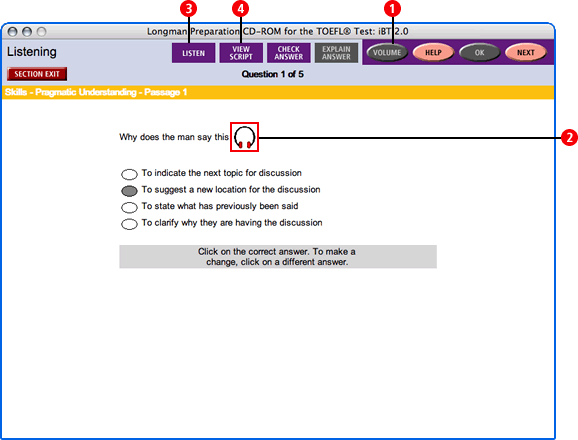 1
3
4
Longman Preparation CD-ROM for the TOEFL® Test: iBT 2.0
Listening
LISTEN
VIEW
SCRIPT
CHECK
ANSWER
EXPLAIN
ANSWER
VOLUME
HELP
OK
NEXT
SECTION EXIT
Question 1 of 5
Skills - Pragmatic Understanding - Passage 1
Why does the man say this
2
To indicate the next topic for discussion
To suggest a new location for the discussion
To state what has previously been said
To clarify why they are having the discussion
Click on the correct answer. To make a
change, click on a different answer.